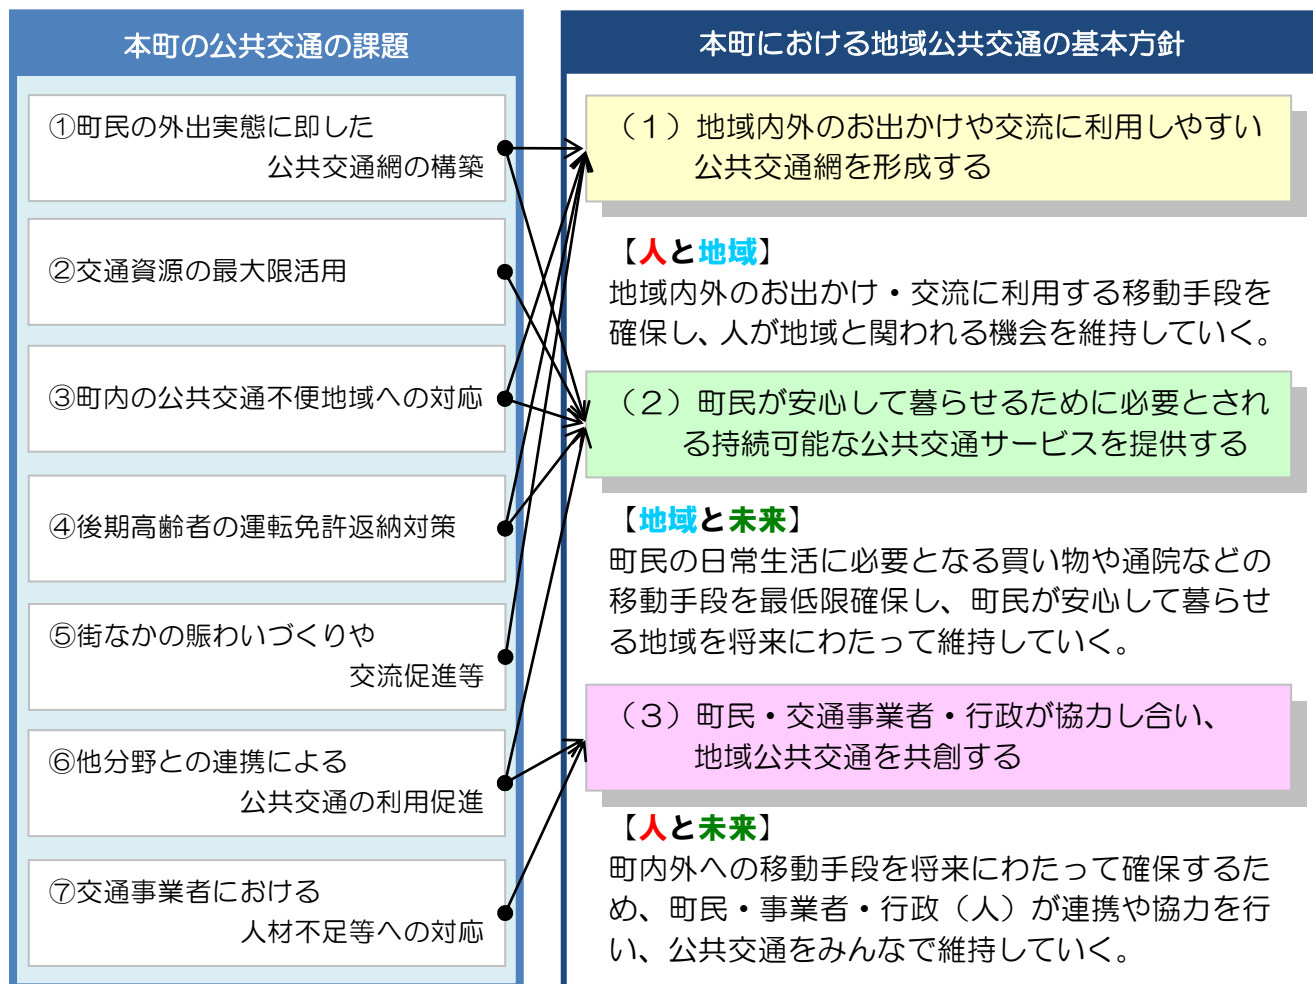 本町の公共交通の課題
①町民の外出実態に即した
公共交通網の構築
②交通資源の最大限活用
③町内の公共交通不便地域への対応
④後期高齢者の運転免許返納対策
⑤街なかの賑わいづくりや
交流促進等
⑥他分野との連携による
公共交通の利用促進
⑦交通事業者における
人材不足等への対応
本町における地域公共交通の基本方針
（１）地域内外のお出かけや交流に利用しやすい
公共交通網を形成する
【人と地域】
地域内外のお出かけ・交流に利用する移動手段を
確保し、人が地域と関われる機会を維持していく。
（２）町民が安心して暮らせるために必要とされ
る持続可能な公共交通サービスを提供する
【地域と未来】
町民の日常生活に必要となる買い物や通院などの
移動手段を最低限確保し、町民が安心して暮らせ
る地域を将来にわたって維持していく。
（３）町民・交通事業者・行政が協力し合い、
地域公共交通を共創する
【人と未来】
町内外への移動手段を将来にわたって確保するた
め、町民・事業者・行政（人）が連携や協力を行
い、公共交通をみんなで維持していく。